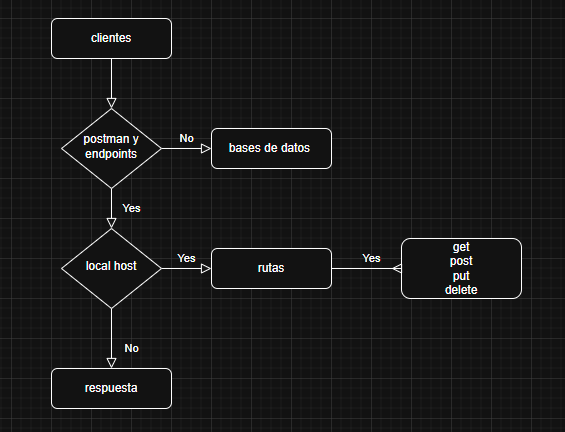 clientes
postman y
endpoints
No
bases de datos
Yes
local host
Yes
rutas
Yes
get
post
put
delete
No
respuesta